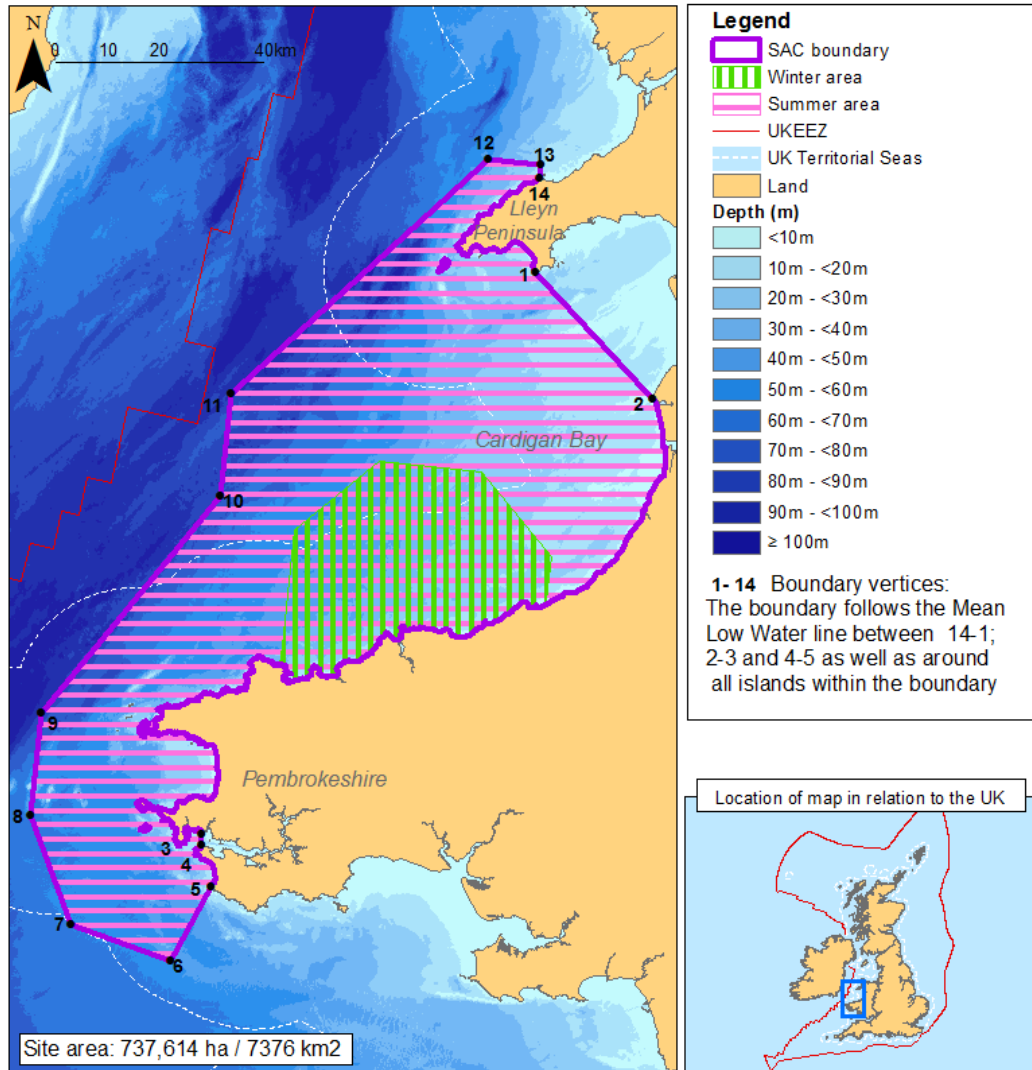 N
0 10 20 40km
12
13
14
Lleyn
Peninsula
1
2
11
Cardigan Bay
10
9
Pembrokeshire
8
3
4
5
7
6
Site area: 737,614 ha / 7376 km2
Legend
SAC boundary
Winter area
Summer area
UKEEZ
UK Territorial Seas
Land
Depth (m)
<10m
10m - <20m
20m - <30m
30m - <40m
40m - <50m
50m - <60m
60m - <70m
70m - <80m
80m - <90m
90m - <100m
≥ 100m
1- 14 Boundary vertices:
The boundary follows the Mean
Low Water line between 14-1;
2-3 and 4-5 as well as around
all islands within the boundary
Location of map in relation to the UK